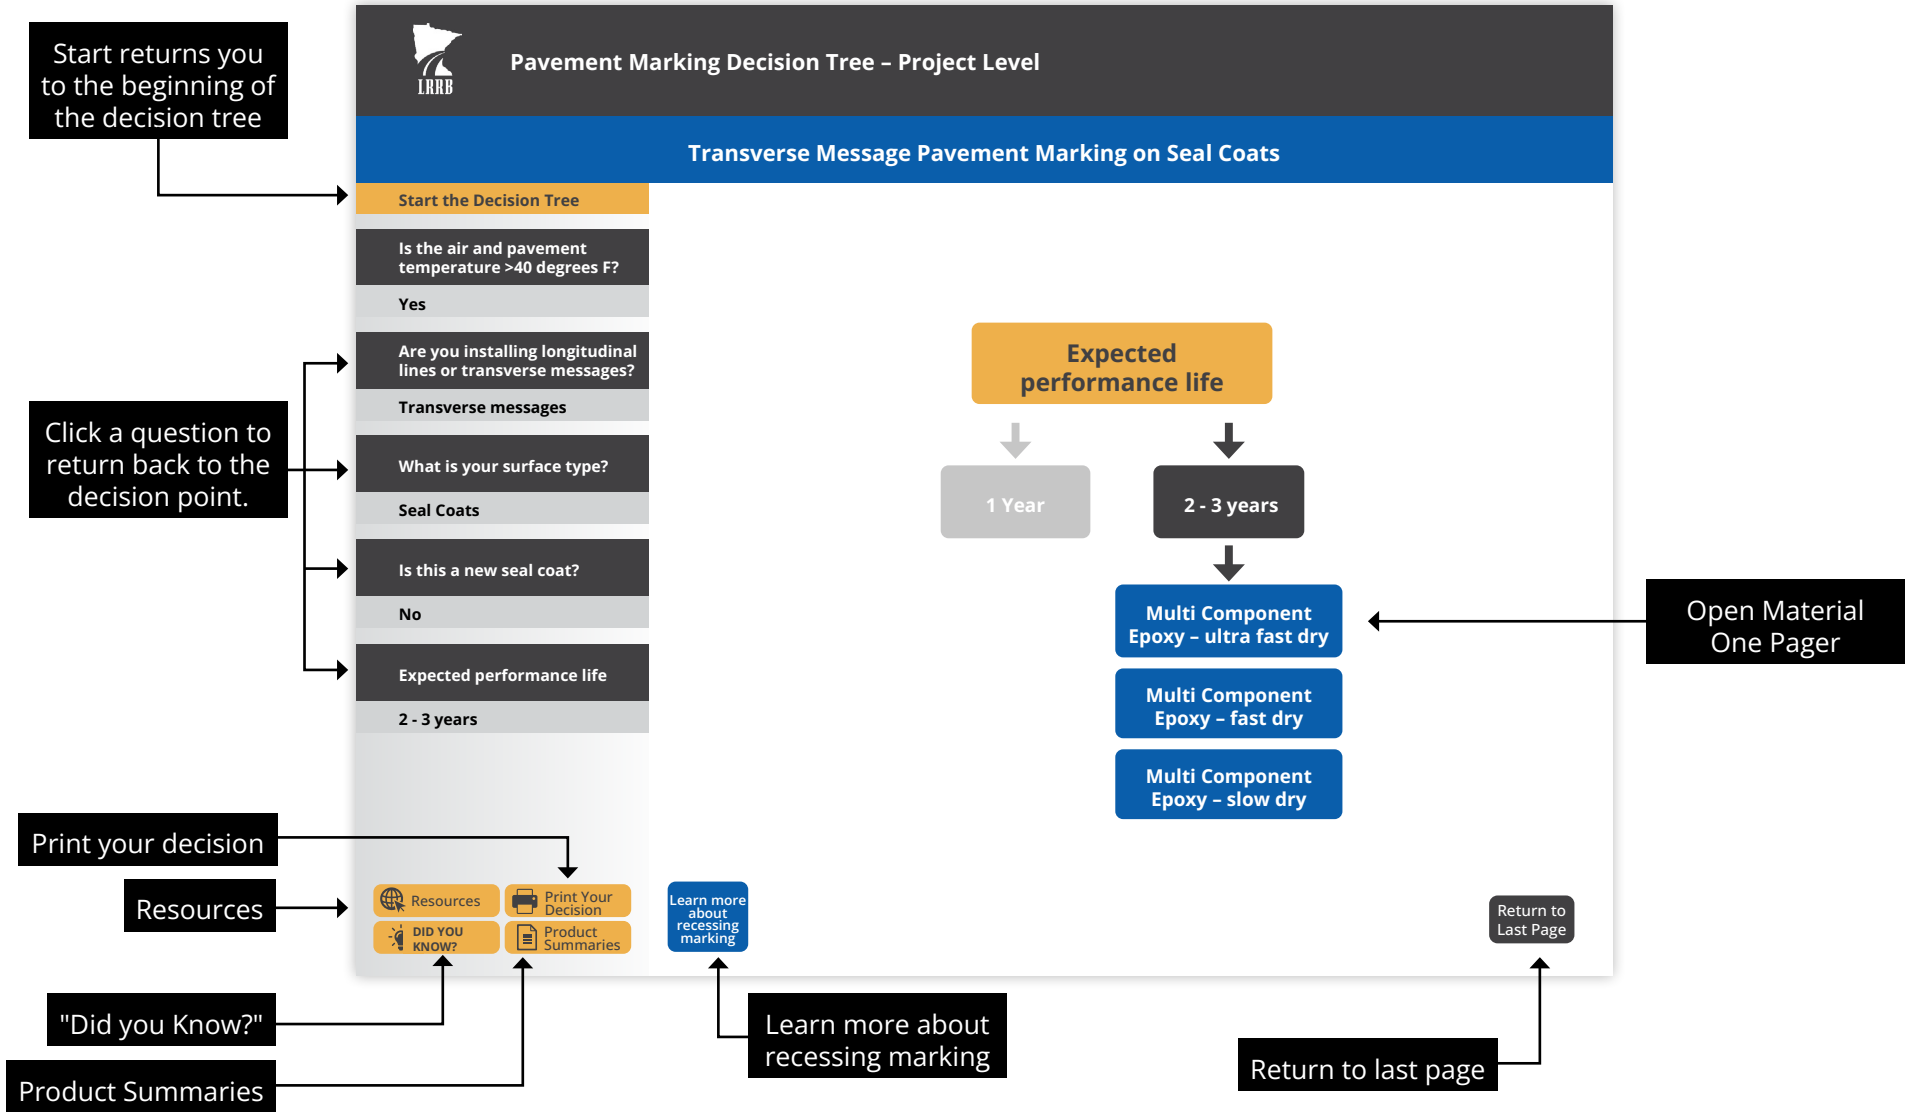 Start returns you
to the beginning of
the decision tree
LRRB
Pavement Marking Decision Tree – Project Level
Transverse Message Pavement Marking on Seal Coats
Start the Decision Tree
Is the air and pavement
temperature >40 degrees F?
Yes
Are you installing longitudinal
lines or transverse messages?
Transverse messages
Click a question to
return back to the
decision point.
What is your surface type?
Seal Coats
Is this a new seal coat?
No
Expected performance life
2 - 3 years
Expected
performance life
1 Year
2 - 3 years
Multi Component
Epoxy – ultra fast dry
Multi Component
Epoxy – fast dry
Multi Component
Epoxy – slow dry
Open Material
One Pager
Print your decision
Resources
Resources
Print Your
Decision
DID YOU
KNOW?
Product
Summaries
Learn more
about
recessing
marking
Return to
Last Page
"Did you Know?"
Product Summaries
Learn more about
recessing marking
Return to last page